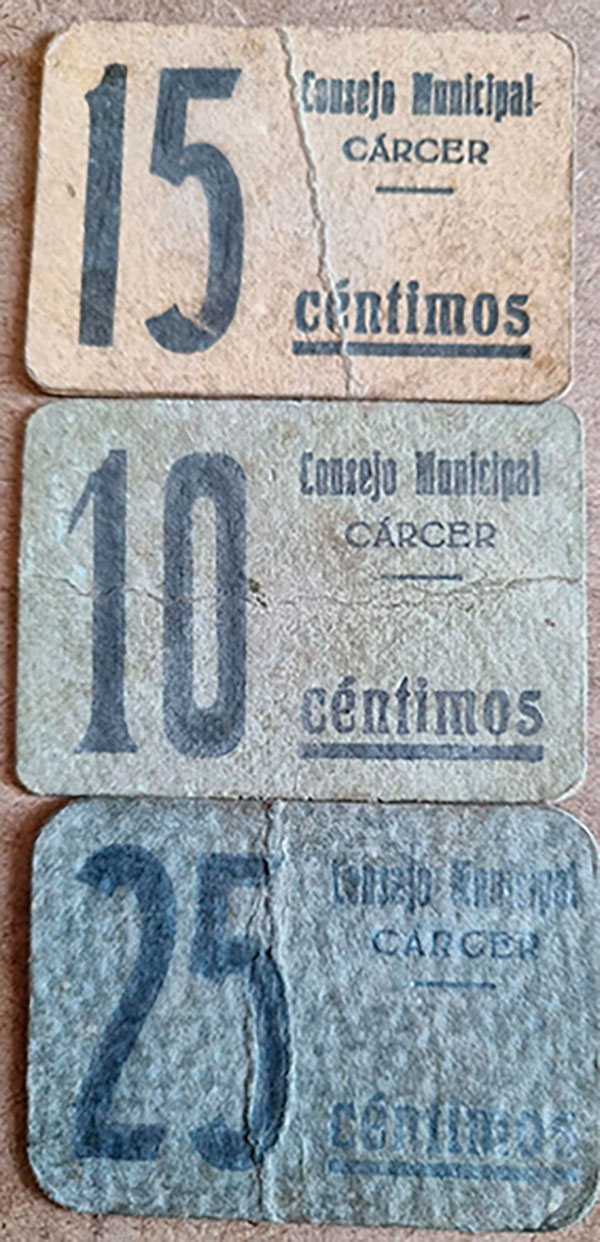 15
Consejo Municipal
CÁRCER
céntimos
10
Consejo Municipal
CÁRCER
céntimos
25
Consejo Municipal
CÁRCER
céntimos